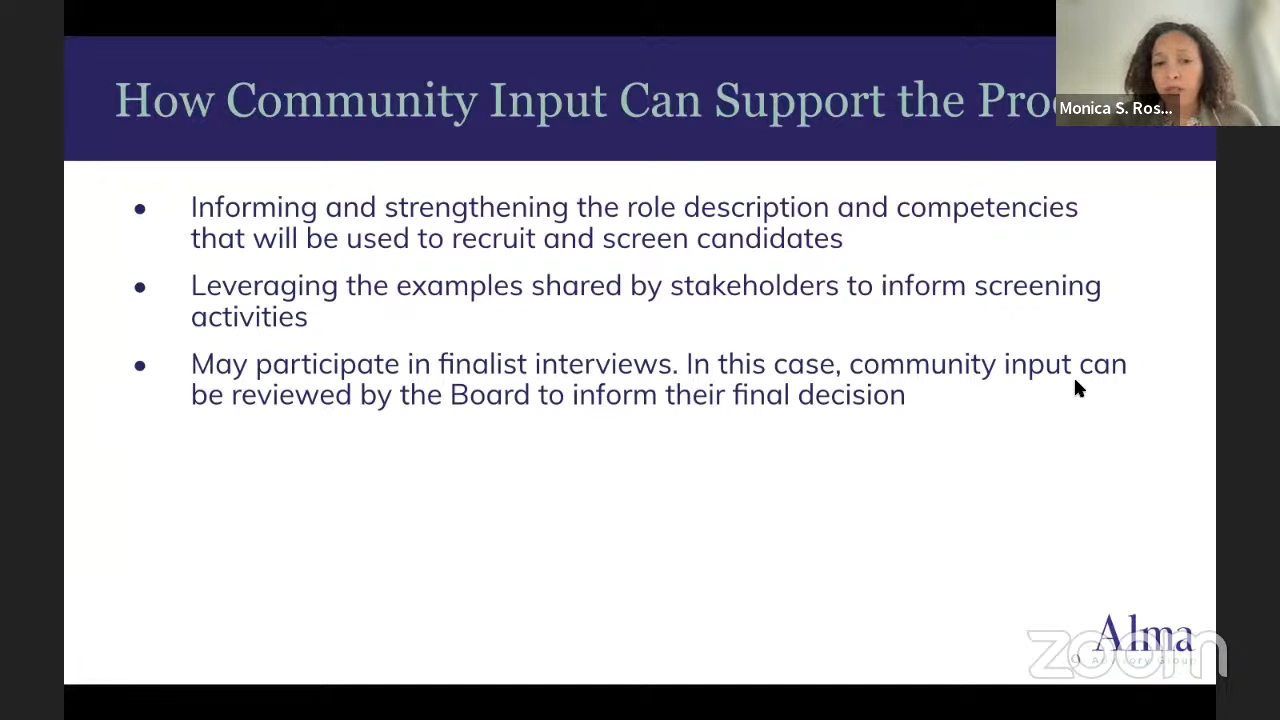 How Community Input Can Support the Pro
Monica S. Ros...
• Informing and strengthening the role description and competencies
that will be used to recruit and screen candidates
• Leveraging the examples shared by stakeholders to inform screening
activities
• May participate in finalist interviews. In this case, community input can
be reviewed by the Board to inform their final decision
Alma
Advisory Group
9
zoom